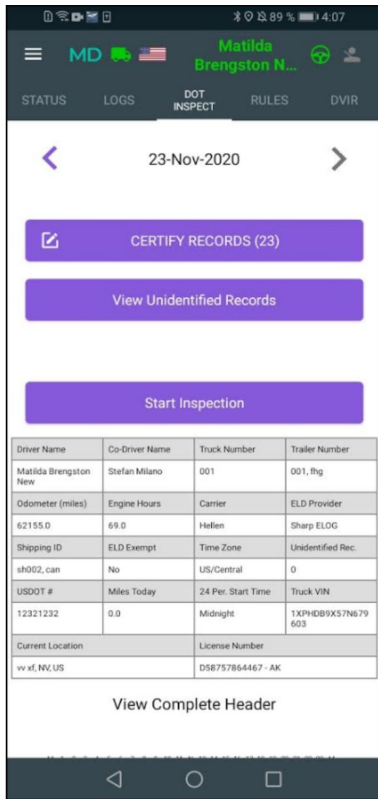 89 % 4:07
MD
Matilda
Brengston N...
STATUS LOGS DOT INSPECT RULES DVIR
23-Nov-2020
CERTIFY RECORDS (23)
View Unidentified Records
Start Inspection
Driver Name Co-Driver Name Truck Number Trailer Number
Matilda Brengston New Stefan Milano 001 001, fhg
Odometer (miles) Engine Hours Carrier ELD Provider
62155.0 69.0 Hellen Sharp ELOG
Shipping ID ELD Exempt Time Zone Unidentified Rec.
sh002, can No US/Central 0
USDOT # Miles Today 24 Per. Start Time Truck VIN
12321232 0.0 Midnight 1XPHDB9X57N679603
Current Location License Number
vv xf, NV, US D58757864467 - AK
View Complete Header